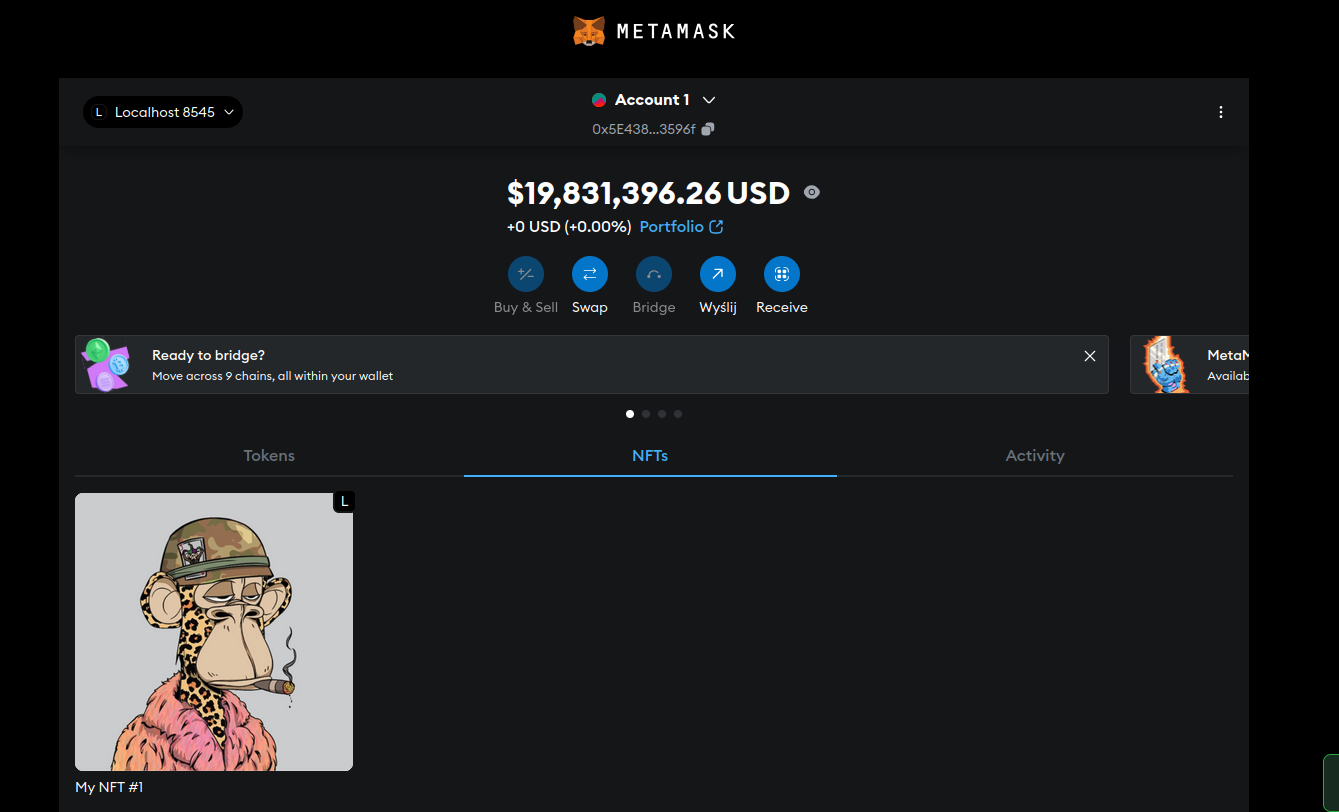 METAMASK
L Localhost 8545
Account 1
0x5E438...3596f
$19,831,396.26 USD
+0 USD (+0.00%) Portfolio
Buy & Sell Swap Bridge Wyślij Receive
Ready to bridge?
Move across 9 chains, all within your wallet
MetaM
Availab
Tokens NFTs Activity
L
My NFT #1